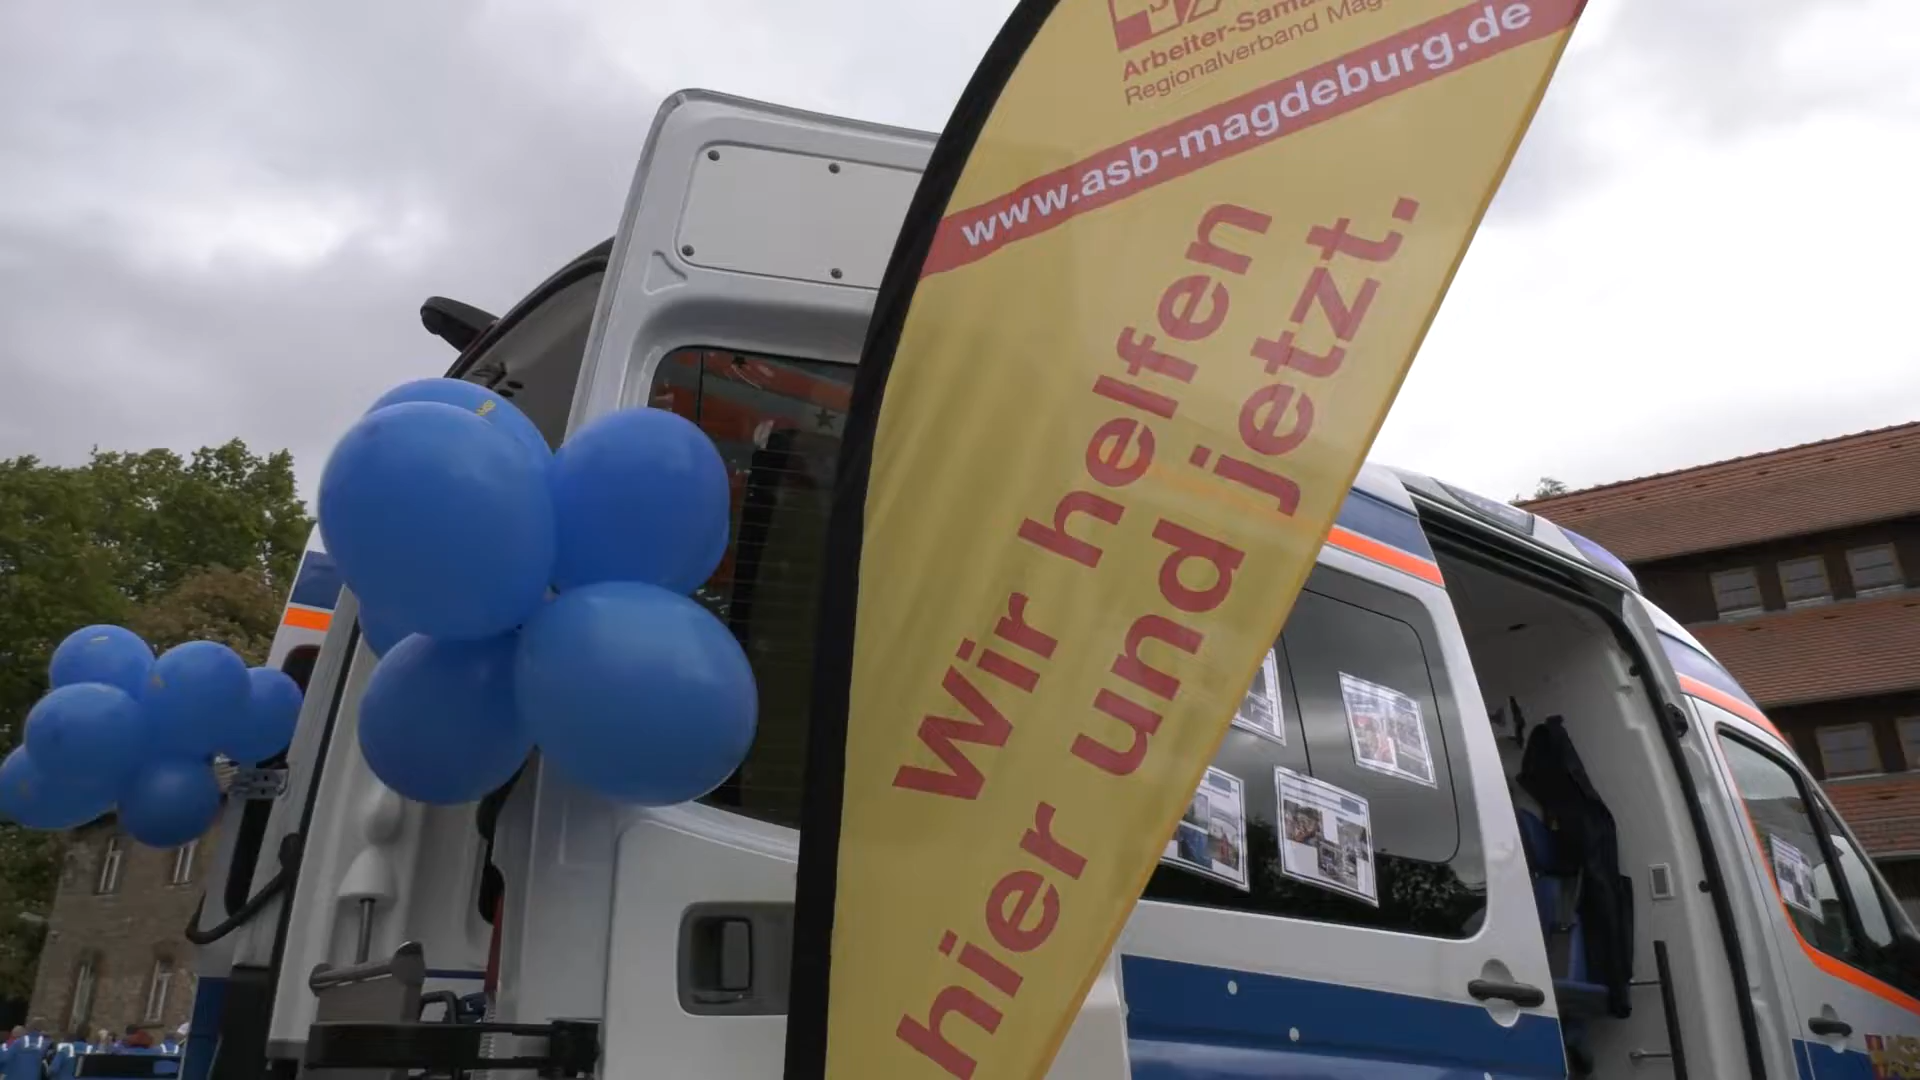 Arbeiter-Sama
Regionalverband Mag
www.asb-magdeburg.de
Wir helfen
hier und jetzt.